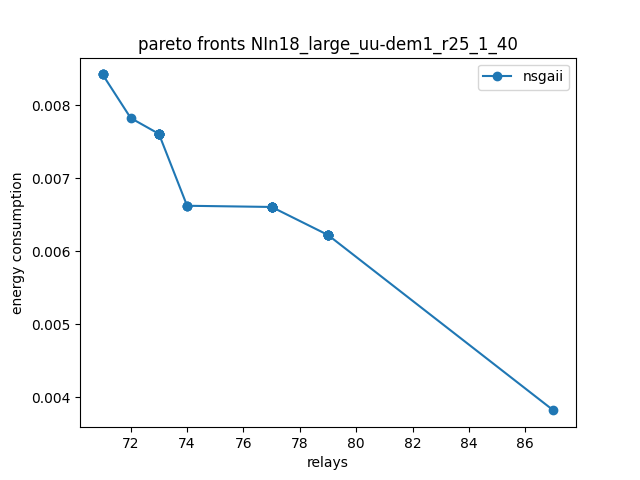 pareto fronts NIn18_large_uu-dem1_r25_1_40
nsgaii
0.008
0.007
0.006
0.005
0.004
energy consumption
72 74 76 78 80 82 84 86
relays